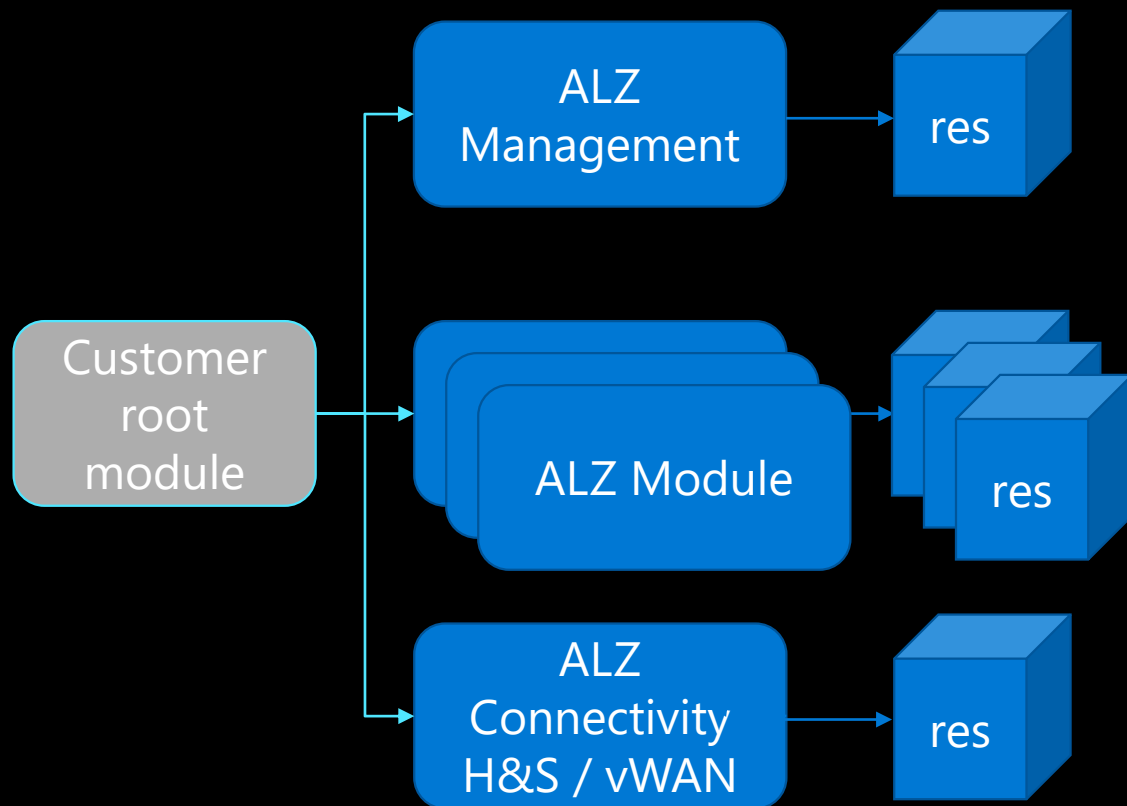 ALZ
Management
res
Customer
root
module
ALZ Module
res
ALZ
Connectivity
H&S / vWAN
res